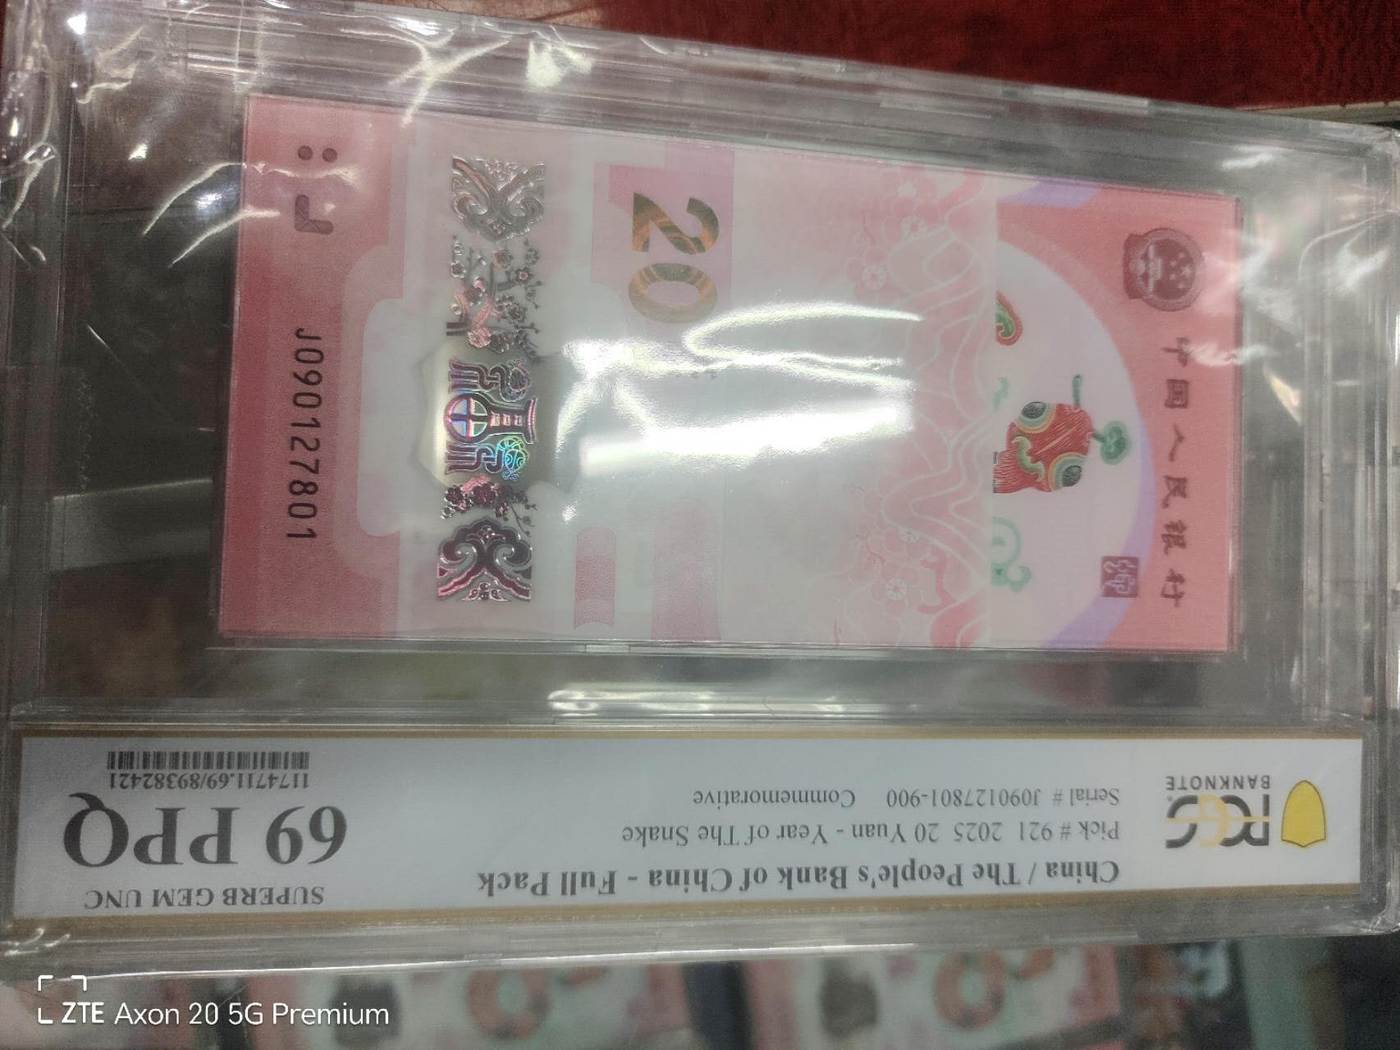 20
J090127801
中国人民银行
China / The People's Bank of China - Full Pack
Pick # 921 2025 20 Yuan - Year of The Snake
Serial # J090127801-900 Commemorative
PCGS
BANKNOTE
SUPERB GEM UNC
69 PPQ
1174711.69/89382421
ZTE Axon 20 5G Premium